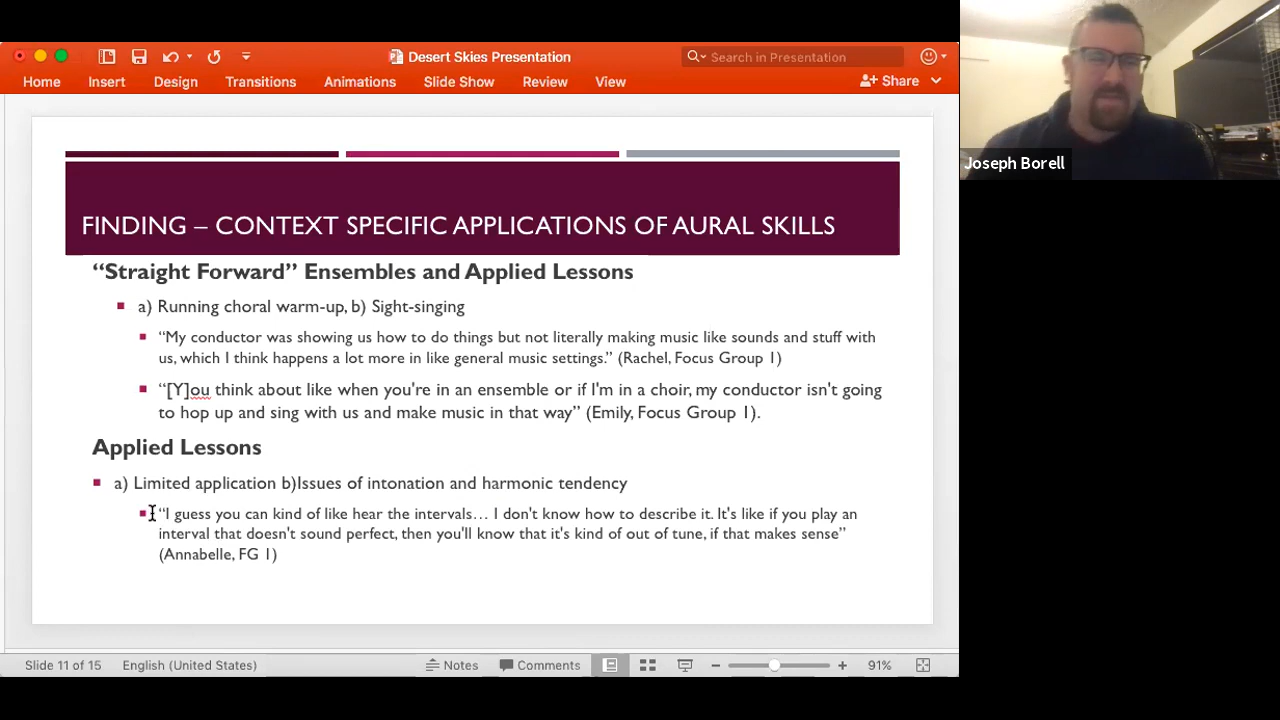 Desert Skies Presentation
Search in Presentation
Home Insert Design Transitions Animations Slide Show Review View Share
Joseph Borell
FINDING – CONTEXT SPECIFIC APPLICATIONS OF AURAL SKILLS
“Straight Forward” Ensembles and Applied Lessons
a) Running choral warm-up, b) Sight-singing
“My conductor was showing us how to do things but not literally making music like sounds and stuff with
us, which I think happens a lot more in like general music settings.” (Rachel, Focus Group 1)
“[Y]ou think about like when you're in an ensemble or if I'm in a choir, my conductor isn't going
to hop up and sing with us and make music in that way” (Emily, Focus Group 1).
Applied Lessons
a) Limited application b)Issues of intonation and harmonic tendency
“I guess you can kind of like hear the intervals… I don't know how to describe it. It's like if you play an
interval that doesn't sound perfect, then you'll know that it's kind of out of tune, if that makes sense”
(Annabelle, FG 1)
Slide 11 of 15 English (United States) Notes Comments 91%